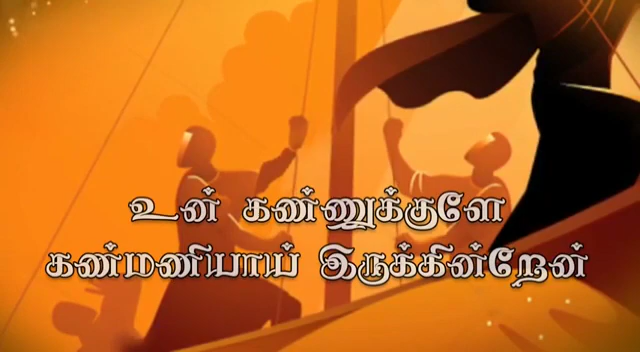 உன் கண்ணுக்குளே
கண்மணியாய் இருக்கின்றேன்